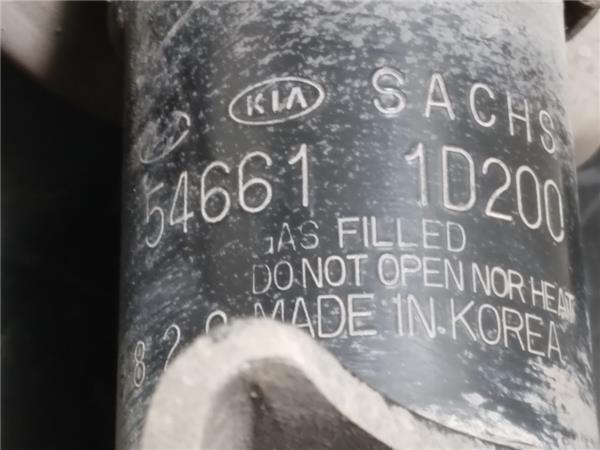 KIA SACHS
54661 1D200
GAS FILLED
DO NOT OPEN NOR HEAT
MADE IN KOREA